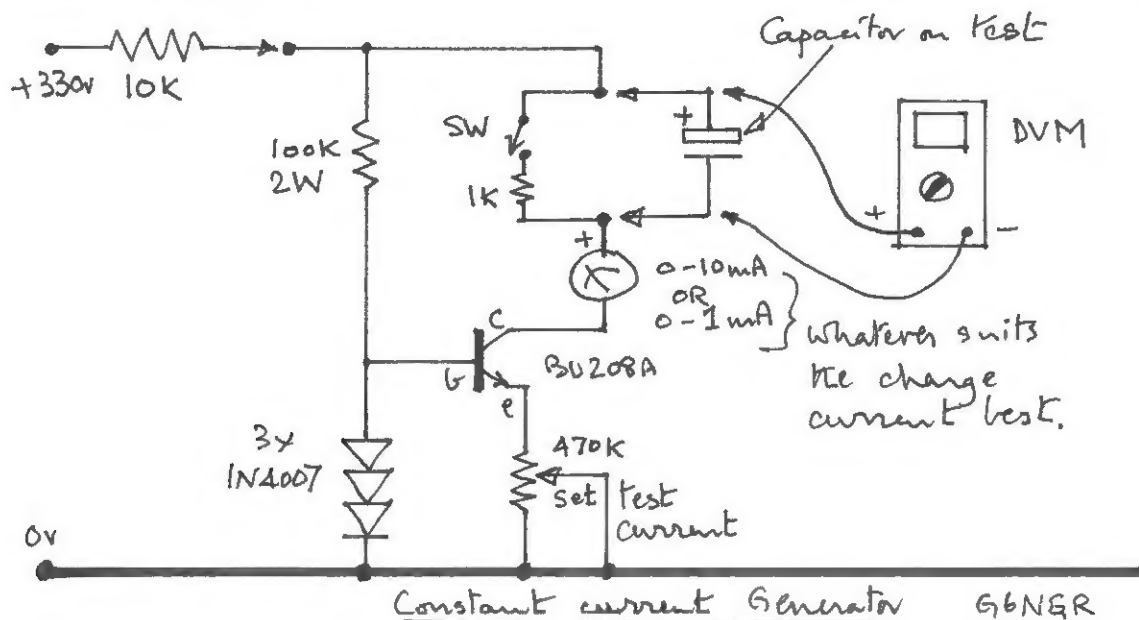 Capacitor on test
+330v 10K
SW
+
DVM
100K
2W
1K
+
-
+
0-10mA
OR
0-1mA
whatever suits
the charge
current best.
C
b
e
BU208A
3x
1N4007
470K
set test
current
0v
Constant current Generator G6NGR